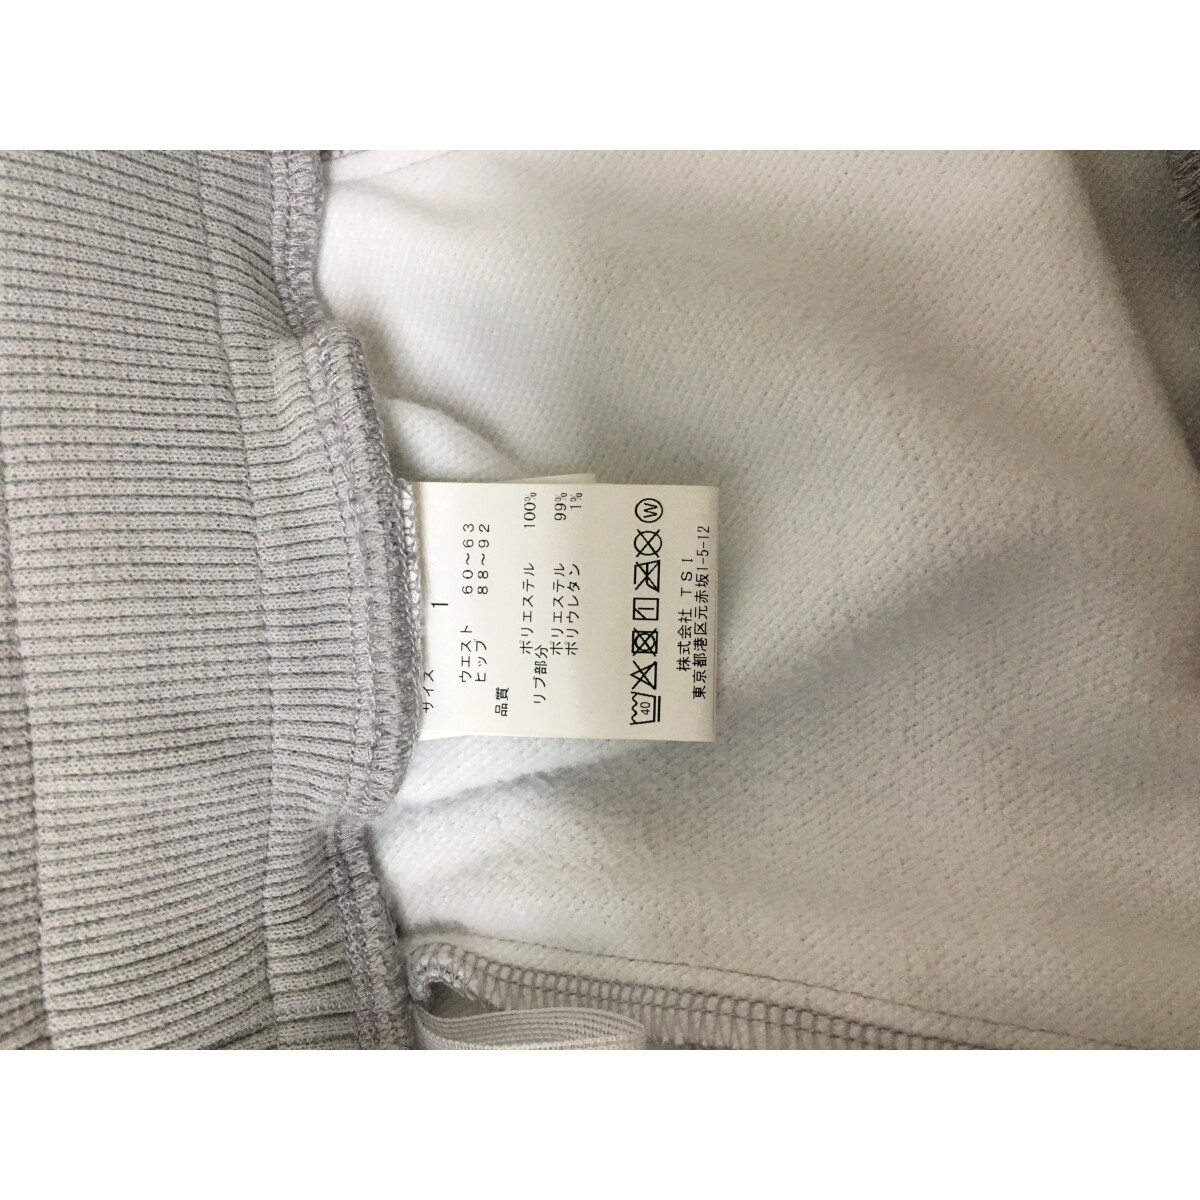 サイズ 1
ウエスト 60～63
ヒップ 88～92
品質
ポリエステル 100%
リブ部分
ポリエステル 99%
ポリウレタン 1%
40 1 W
株式会社 TSI
東京都港区元赤坂1-5-12